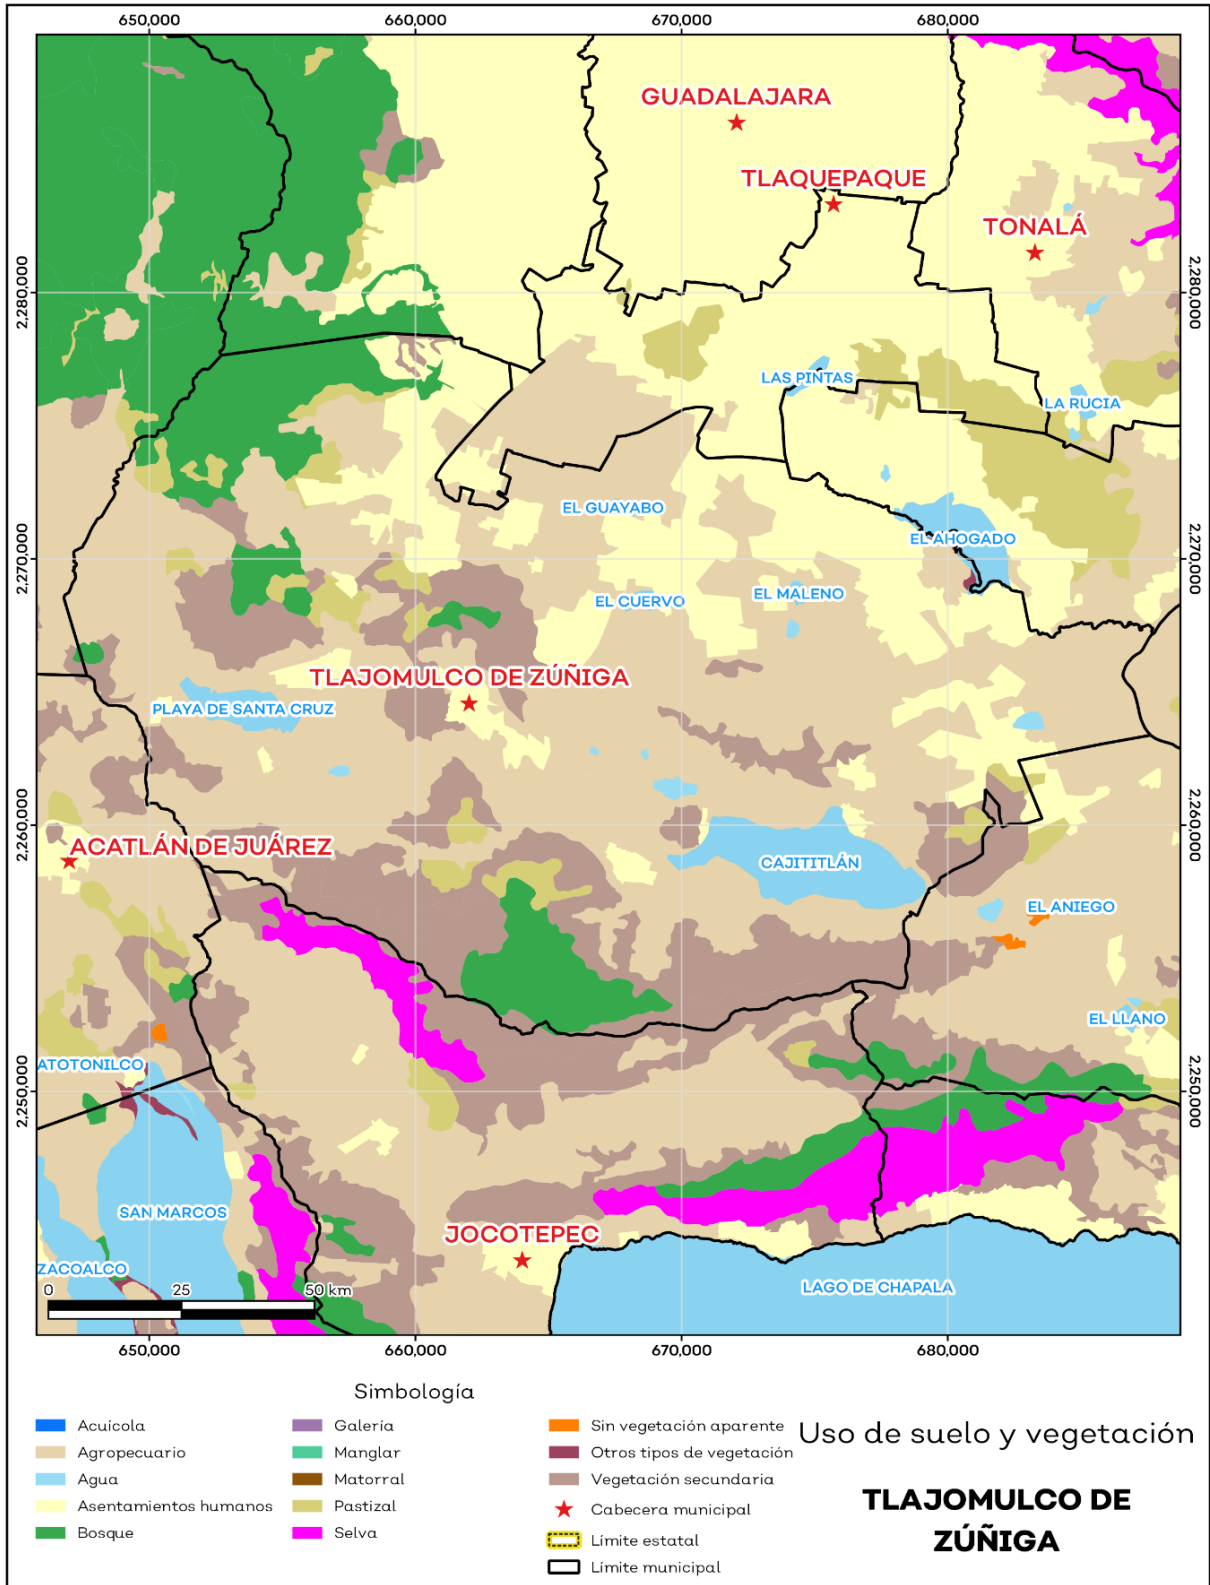 650,000
660,000
670,000
680,000
GUADALAJARA
TLAQUEPAQUE
TONALÁ
2,280,000
2,280,000
LAS PINTAS
LA RUCIA
EL GUAYABO
EL AHOGADO
2,270,000
2,270,000
EL CUERVO
EL MALENO
TLAJOMULCO DE ZÚÑIGA
PLAYA DE SANTA CRUZ
2,260,000
2,260,000
ACATLÁN DE JUÁREZ
CAJITITLÁN
EL ANIEGO
EL LLANO
ATOTONILCO
2,250,000
2,250,000
SAN MARCOS
JOCOTEPEC
ZACOALCO
LAGO DE CHAPALA
0 25 50 km
650,000
660,000
670,000
680,000
Simbología
Acuícola
Agropecuario
Agua
Asentamientos humanos
Bosque
Galería
Manglar
Matorral
Pastizal
Selva
Sin vegetación aparente
Otros tipos de vegetación
Vegetación secundaria
Cabecera municipal
Límite estatal
Límite municipal
Uso de suelo y vegetación
TLAJOMULCO DE
ZÚÑIGA